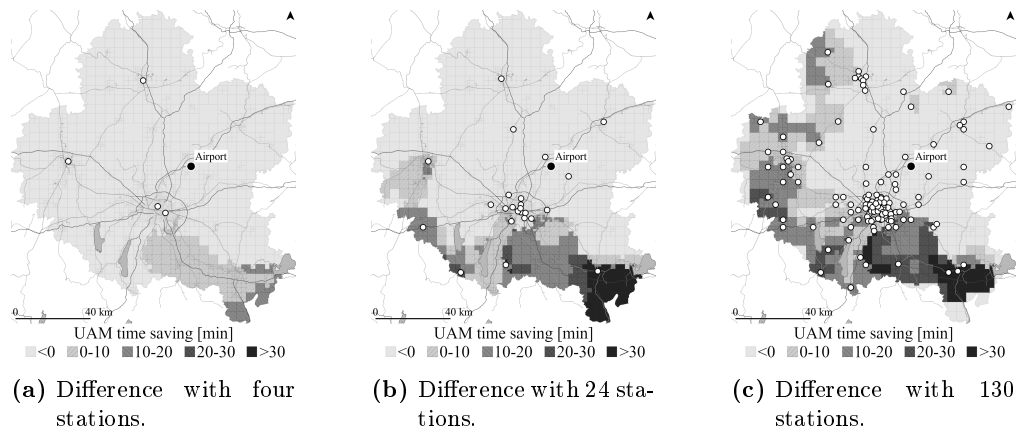 Airport
0 40 km
UAM time saving [min]
<0 0-10 10-20 20-30 >30
(a) Difference with four
stations.
Airport
0 40 km
UAM time saving [min]
<0 0-10 10-20 20-30 >30
(b) Difference with 24 sta-
tions.
Airport
0 40 km
UAM time saving [min]
<0 0-10 10-20 20-30 >30
(c) Difference with 130
stations.